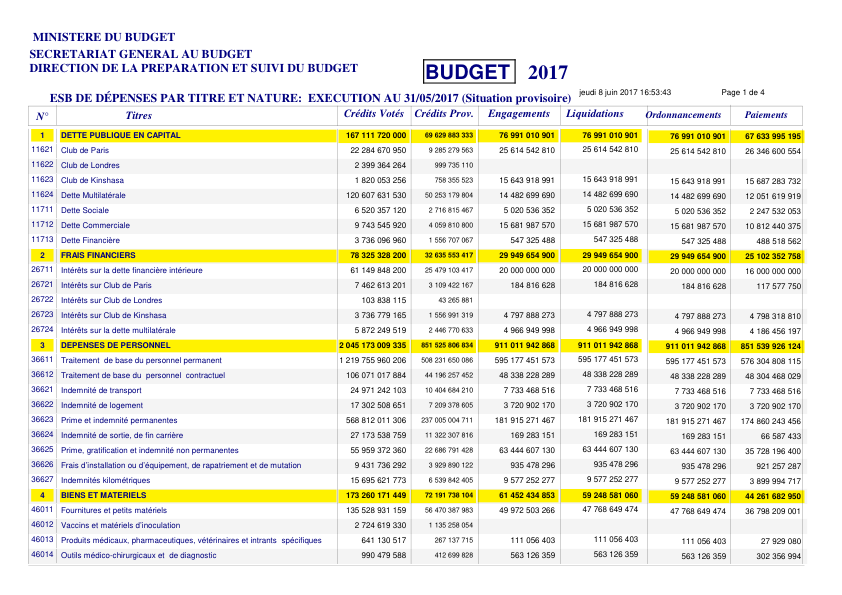 MINISTERE DU BUDGET
SECRETARIAT GENERAL AU BUDGET
DIRECTION DE LA PREPARATION ET SUIVI DU BUDGET
BUDGET 2017
jeudi 8 juin 2017 16:53:43 Page 1 de 4
ESB DE DÉPENSES PAR TITRE ET NATURE: EXECUTION AU 31/05/2017 (Situation provisoire)
N° Titres Crédits Votés Crédits Prov. Engagements Liquidations Ordonnancements Paiements
1 DETTE PUBLIQUE EN CAPITAL 167 111 720 000 69 629 883 333 76 991 010 901 76 991 010 901 76 991 010 901 67 633 995 195
11621 Club de Paris 22 284 670 950 9 285 279 563 25 614 542 810 25 614 542 810 25 614 542 810 26 346 600 554
11622 Club de Londres 2 399 364 264 999 735 110
11623 Club de Kinshasa 1 820 053 256 758 355 523 15 643 918 991 15 643 918 991 15 643 918 991 15 687 283 732
11624 Dette Multilatérale 120 607 631 530 50 253 179 804 14 482 699 690 14 482 699 690 14 482 699 690 12 051 619 919
11711 Dette Sociale 6 520 357 120 2 716 815 467 5 020 536 352 5 020 536 352 5 020 536 352 2 247 532 053
11712 Dette Commerciale 9 743 545 920 4 059 810 800 15 681 987 570 15 681 987 570 15 681 987 570 10 812 440 375
11713 Dette Financière 3 736 096 960 1 556 707 067 547 325 488 547 325 488 547 325 488 488 518 562
2 FRAIS FINANCIERS 78 325 328 200 32 635 553 417 29 949 654 900 29 949 654 900 29 949 654 900 25 102 352 758
26711 Intérêts sur la dette financière intérieure 61 149 848 200 25 479 103 417 20 000 000 000 20 000 000 000 20 000 000 000 16 000 000 000
26721 Intérêts sur Club de Paris 7 462 613 201 3 109 422 167 184 816 628 184 816 628 184 816 628 117 577 750
26722 Intérêts sur Club de Londres 103 838 115 43 265 881
26723 Intérêts sur Club de Kinshasa 3 736 779 165 1 556 991 319 4 797 888 273 4 797 888 273 4 797 888 273 4 798 318 810
26724 Intérêts sur la dette multilatérale 5 872 249 519 2 446 770 633 4 966 949 998 4 966 949 998 4 966 949 998 4 186 456 197
3 DEPENSES DE PERSONNEL 2 045 173 009 335 851 525 806 834 911 011 942 868 911 011 942 868 911 011 942 868 851 539 926 124
36611 Traitement de base du personnel permanent 1 219 755 960 206 508 231 650 086 595 177 451 573 595 177 451 573 595 177 451 573 576 304 808 115
36612 Traitement de base du personnel contractuel 106 071 017 884 44 196 257 452 48 338 228 289 48 338 228 289 48 338 228 289 48 304 468 029
36621 Indemnité de transport 24 971 242 103 10 404 684 210 7 733 468 516 7 733 468 516 7 733 468 516 7 733 468 516
36622 Indemnité de logement 17 302 508 651 7 209 378 605 3 720 902 170 3 720 902 170 3 720 902 170 3 720 902 170
36623 Prime et indemnité permanentes 568 812 011 306 237 005 004 711 181 915 271 467 181 915 271 467 181 915 271 467 174 860 243 456
36624 Indemnité de sortie, de fin carrière 27 173 538 759 11 322 307 816 169 283 151 169 283 151 169 283 151 66 587 433
36625 Prime, gratification et indemnité non permanentes 55 959 372 360 22 686 791 428 63 444 607 130 63 444 607 130 63 444 607 130 35 728 196 400
36626 Frais d'installation ou d'équipement, de rapatriement et de mutation 9 431 736 292 3 929 890 122 935 478 296 935 478 296 935 478 296 921 257 287
36627 Indemnités kilométriques 15 695 621 773 6 539 842 405 9 577 252 277 9 577 252 277 9 577 252 277 3 899 994 717
4 BIENS ET MATERIELS 173 260 171 449 72 191 738 104 61 452 434 853 59 248 581 060 59 248 581 060 44 261 682 950
46011 Fournitures et petits matériels 135 528 931 159 56 470 387 983 49 972 503 266 47 768 649 474 47 768 649 474 36 798 209 001
46012 Vaccins et matériels d'inoculation 2 724 619 330 1 135 258 054
46013 Produits médicaux, pharmaceutiques, vétérinaires et intrants spécifiques 641 130 517 267 137 715 111 056 403 111 056 403 111 056 403 27 929 080
46014 Outils médico-chirurgicaux et de diagnostic 990 479 588 412 699 828 563 126 359 563 126 359 563 126 359 302 356 994